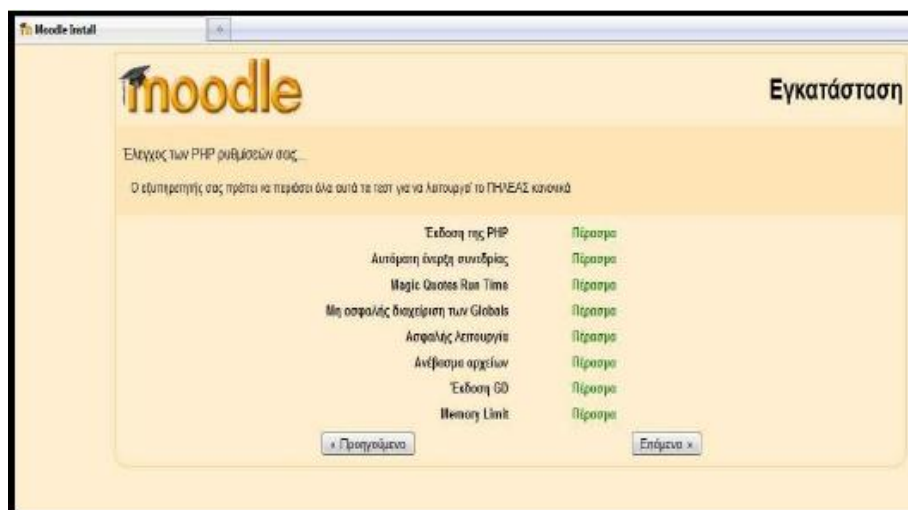 Moodle Install
moodle
Εγκατάσταση
Έλεγχος των PHP ρυθμίσεών σας...
Ο εξυπηρετητής σας πρέπει να περάσει όλα αυτά τα τεστ για να λειτουργεί το ΠΗΛΕΑΣ κανονικά
Έκδοση της PHP Πέρασμα
Αυτόματη έναρξη συνεδρίας Πέρασμα
Magic Quotes Run Time Πέρασμα
Μη ασφαλής διαχείριση των Globals Πέρασμα
Ασφαλής λειτουργία Πέρασμα
Ανέβασμα αρχείων Πέρασμα
Έκδοση GD Πέρασμα
Memory Limit Πέρασμα
« Προηγούμενο Επόμενο »